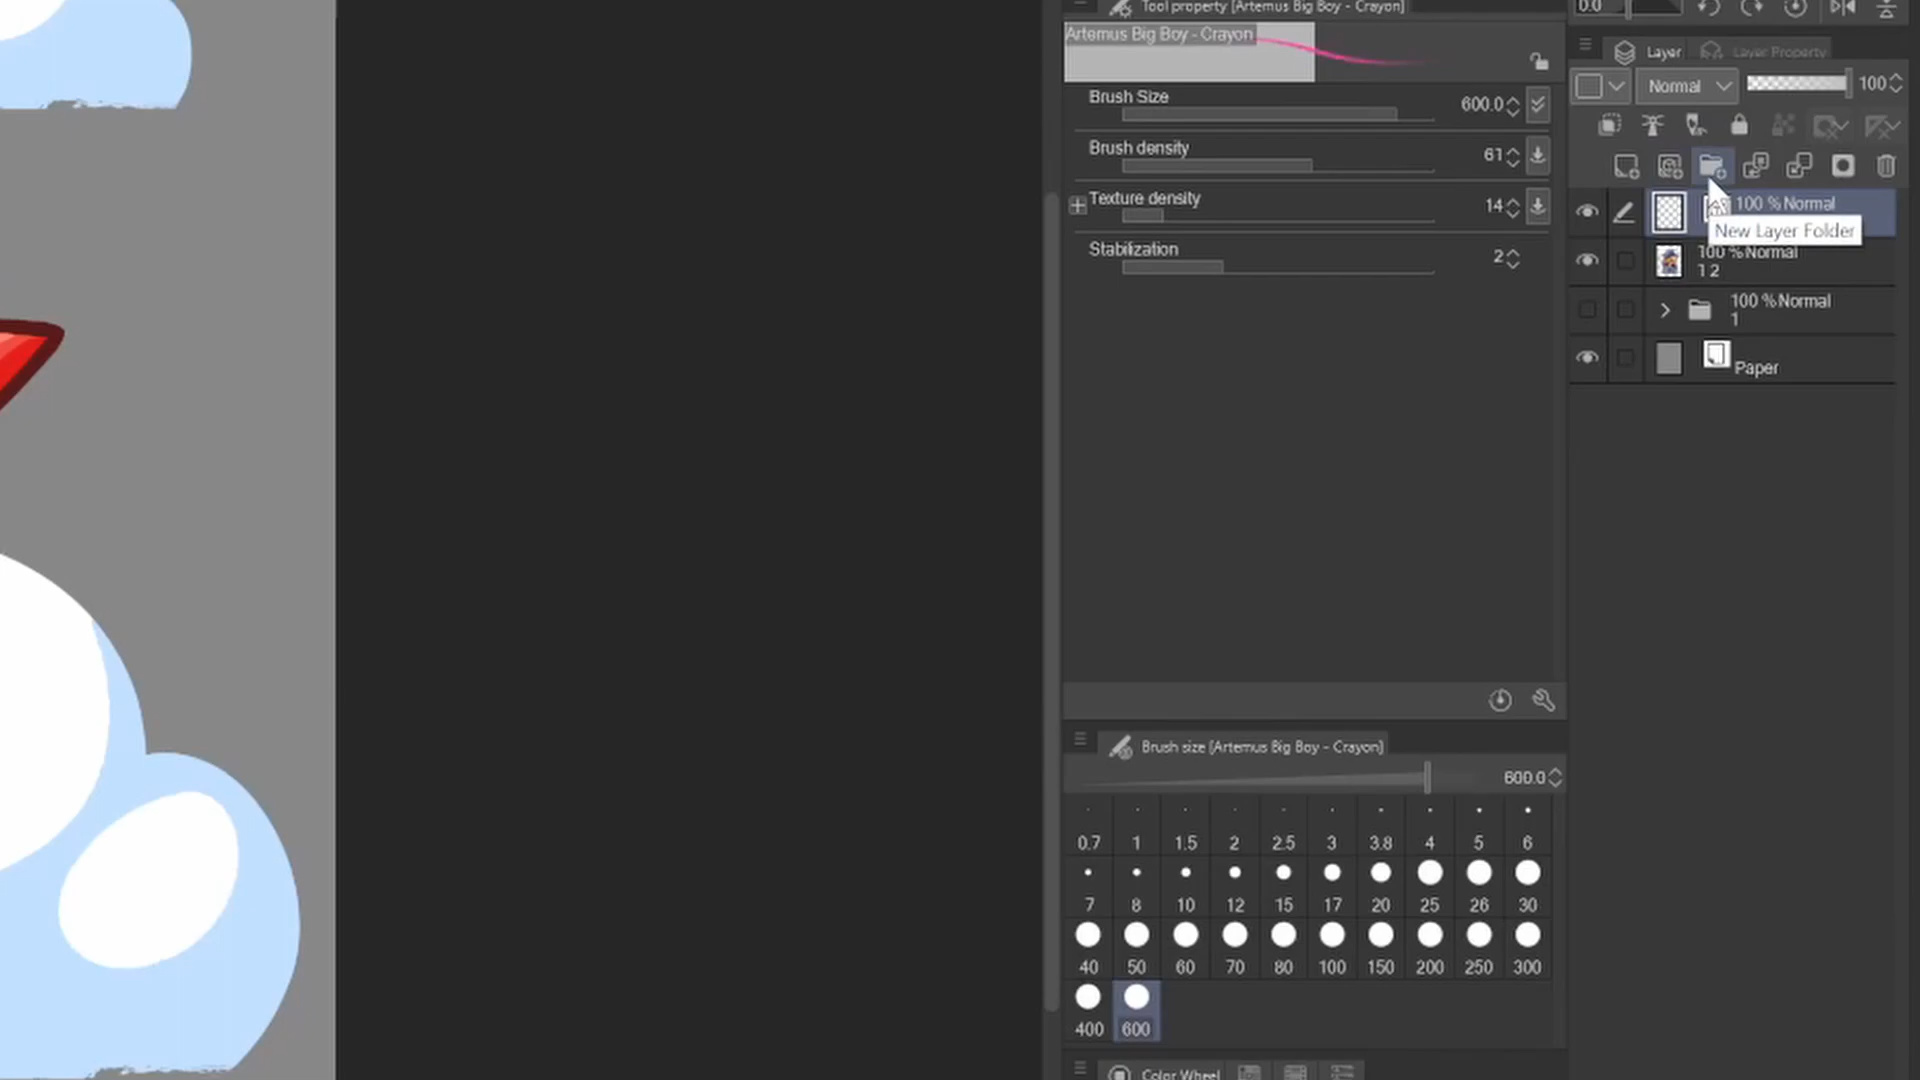 Tool property [Artemus Big Boy - Crayon]
Artemus Big Boy - Crayon
Brush Size
600.0
Brush density
61
Texture density
14
Stabilization
2
Brush size [Artemus Big Boy - Crayon]
600.0
0.7 1 1.5 2 2.5 3 3.8 4 5 6
7 8 10 12 15 17 20 25 26 30
40 50 60 70 80 100 150 200 250 300
400 600
Color Wheel
0.0
Layer Layer Property
Normal 100
100 % Normal
New Layer Folder
100 % Normal
1 2
100 % Normal
1
Paper